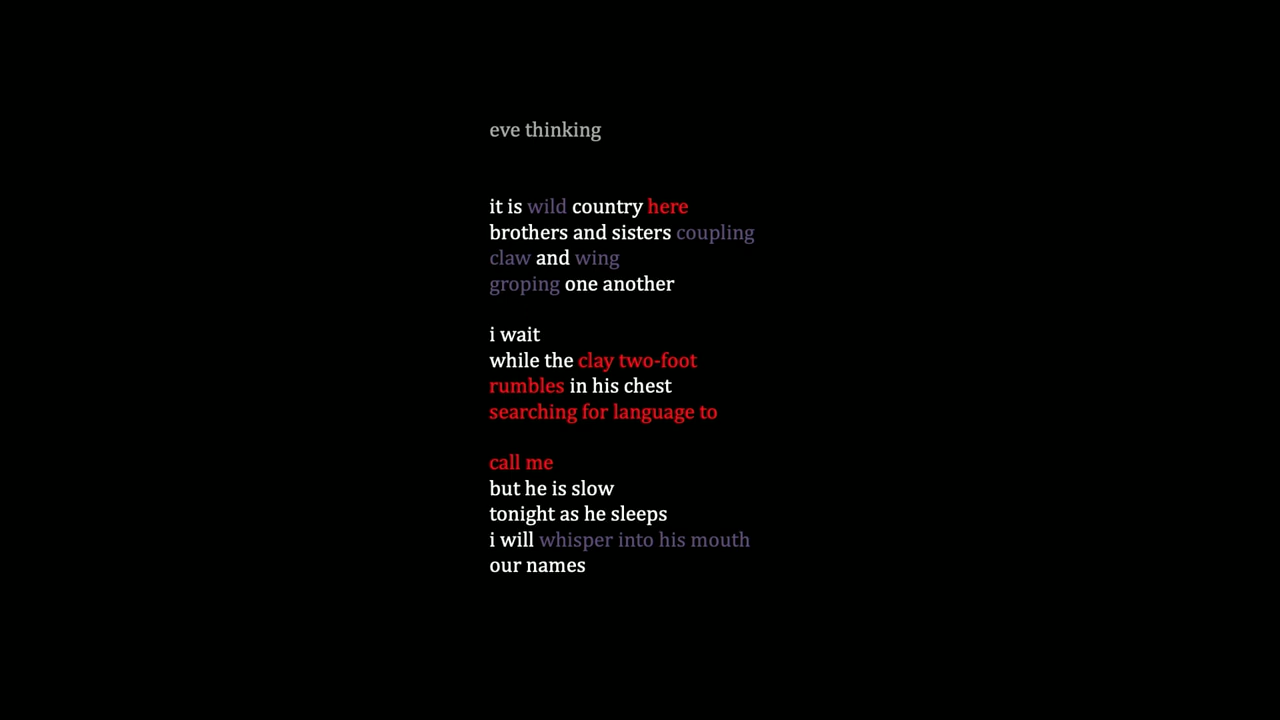 eve thinking
it is wild country here
brothers and sisters coupling
claw and wing
groping one another
i wait
while the clay two-foot
rumbles in his chest
searching for language to
call me
but he is slow
tonight as he sleeps
i will whisper into his mouth
our names